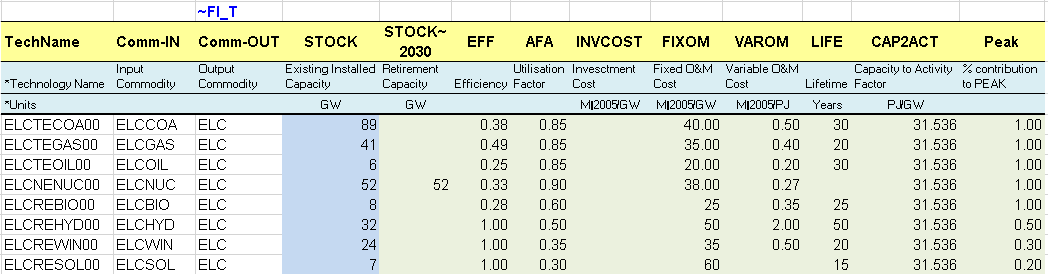 ~FI_T
TechName Comm-IN Comm-OUT STOCK STOCK~2030 EFF AFA INVCOST FIXOM VAROM LIFE CAP2ACT Peak
*Technology Name Input Commodity Output Commodity Existing Installed Capacity Retirement Capacity Efficiency Utilisation Factor Invesctment Cost Fixed O&M Cost Variable O&M Cost Lifetime Capacity to Activity Factor % contribution to PEAK
*Units GW GW M|2005/GW M|2005/GW M|2005/PJ Years PJ/GW
ELCTECOA00 ELCCOA ELC 89 0.38 0.85 40.00 0.50 30 31.536 1.00
ELCTEGAS00 ELCGAS ELC 41 0.49 0.85 35.00 0.40 20 31.536 1.00
ELCTEOIL00 ELCOIL ELC 6 0.25 0.85 20.00 0.20 30 31.536 1.00
ELCNENUC00 ELCNUC ELC 52 52 0.33 0.90 38.00 0.27 31.536 1.00
ELCREBIO00 ELCBIO ELC 8 0.28 0.60 25 0.35 25 31.536 1.00
ELCREHYD00 ELCHYD ELC 32 1.00 0.50 50 2.00 50 31.536 0.50
ELCREWIN00 ELCWIN ELC 24 1.00 0.35 35 0.50 20 31.536 0.30
ELCRESOL00 ELCSOL ELC 7 1.00 0.30 60 15 31.536 0.20